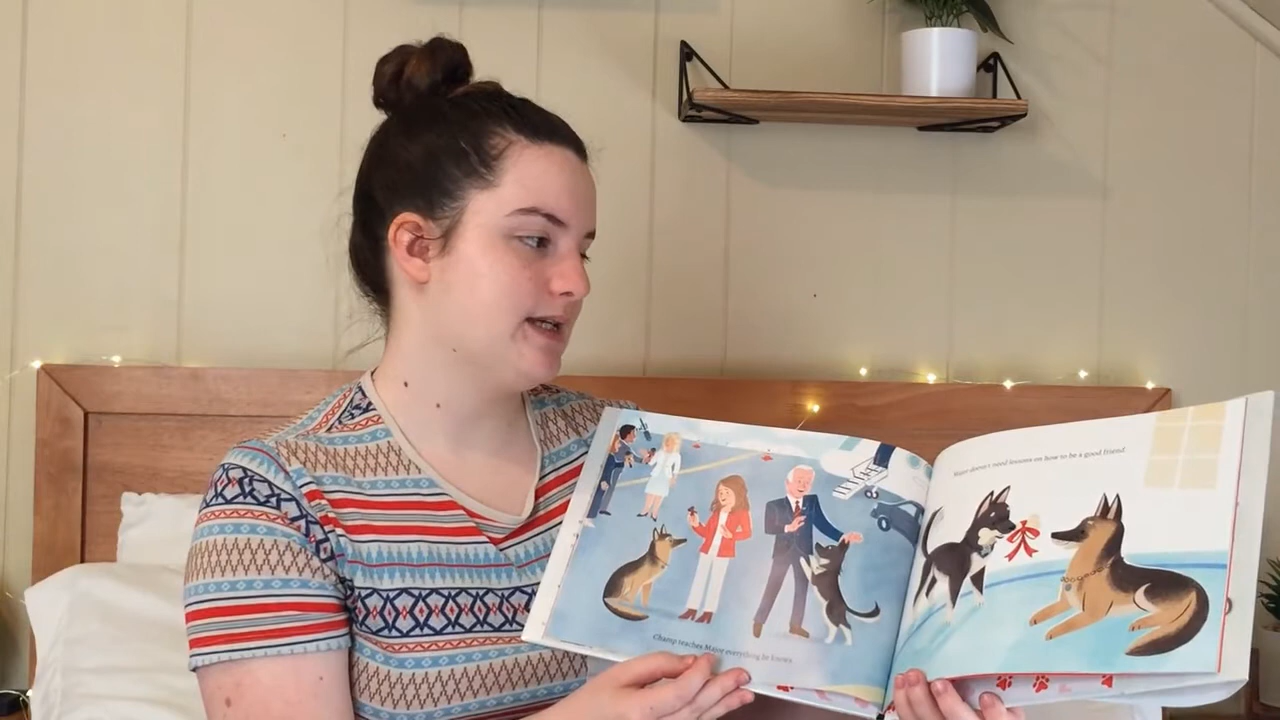 Champ teaches Major everything he knows.
Major doesn't need lessons on how to be a good friend.